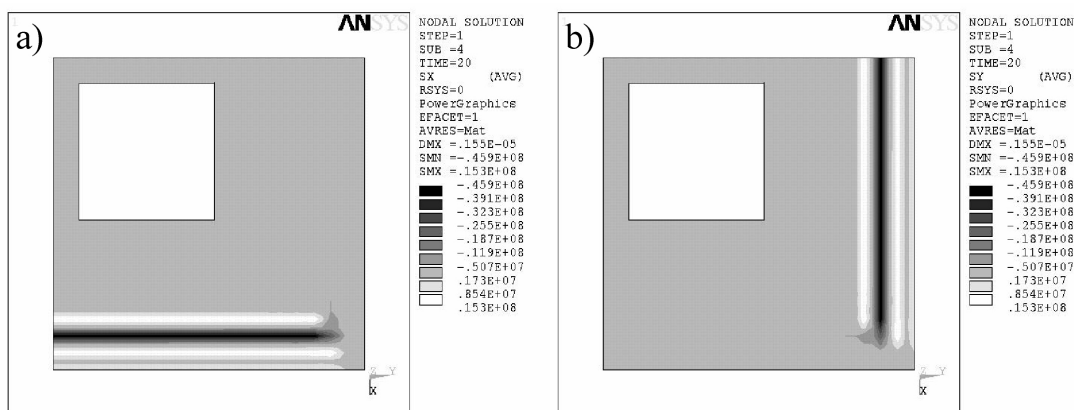 1
a)
ANSYS
NODAL SOLUTION
STEP=1
SUB =4
TIME=20
SX (AVG)
RSYS=0
PowerGraphics
EFACET=1
AVRES=Mat
DMX =.155E-05
SMN =-.459E+08
SMX =.153E+08
-.459E+08
-.391E+08
-.323E+08
-.255E+08
-.187E+08
-.119E+08
-.507E+07
.173E+07
.854E+07
.153E+08
Z Y
X
1
b)
ANSYS
NODAL SOLUTION
STEP=1
SUB =4
TIME=20
SY (AVG)
RSYS=0
PowerGraphics
EFACET=1
AVRES=Mat
DMX =.155E-05
SMN =-.459E+08
SMX =.153E+08
-.459E+08
-.391E+08
-.323E+08
-.255E+08
-.187E+08
-.119E+08
-.507E+07
.173E+07
.854E+07
.153E+08
Z Y
X